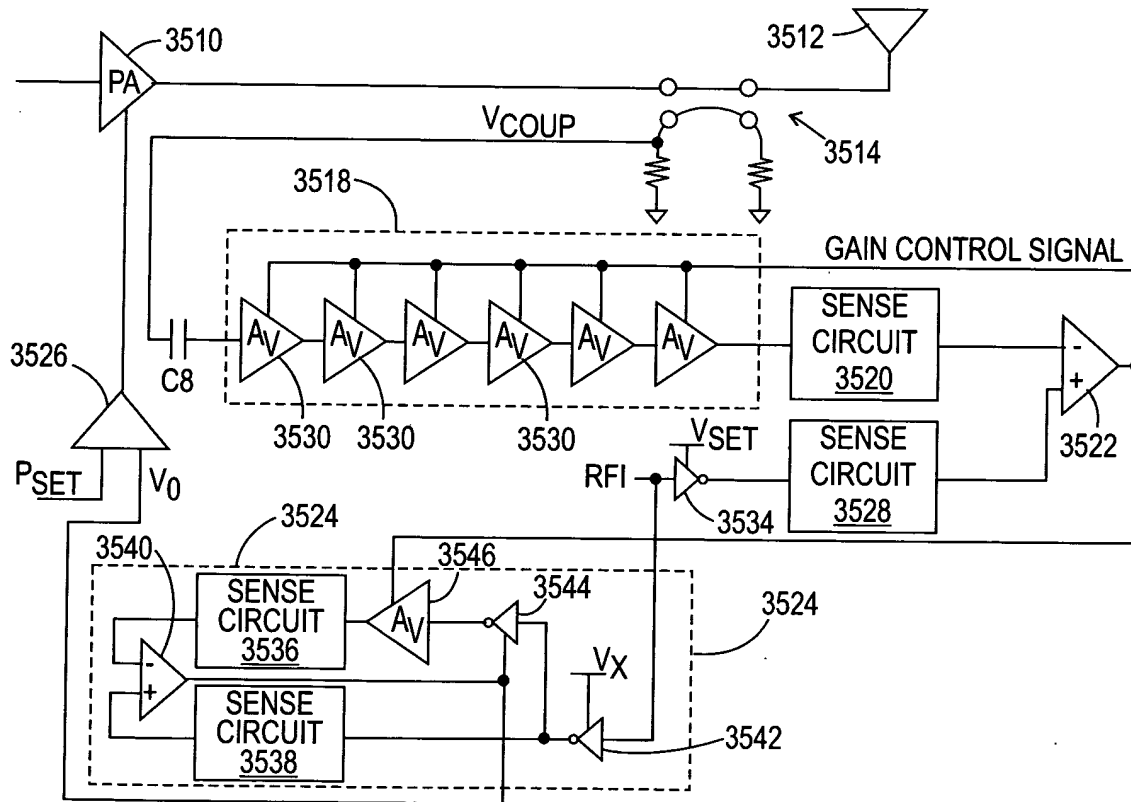 3510
3512
PA
V_COUP
3514
3518
GAIN CONTROL SIGNAL
A_V A_V A_V A_V A_V A_V
SENSE
CIRCUIT
3520
-
+
3522
3526
C8
3530 3530 3530
V_SET
P_SET
V_0
RFI
3534
SENSE
CIRCUIT
3528
3524
3540
3546
3544
SENSE
CIRCUIT
3536
A_V
3524
-
+
V_X
SENSE
CIRCUIT
3538
3542